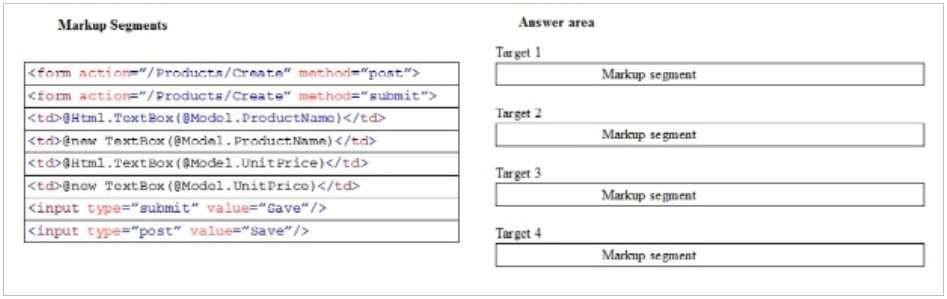 Markup Segments
<form action="/Products/Create" method="post">
<form action="/Products/Create" method="submit">
<td>@Html.TextBox(@Model.ProductName)</td>
<td>@new TextBox(@Model.ProductName)</td>
<td>@Html.TextBox(@Model.UnitPrice)</td>
<td>@new TextBox(@Model.UnitPrice)</td>
<input type="submit" value="Save"/>
<input type="post" value="Save"/>
Answer area
Target 1
Markup segment
Target 2
Markup segment
Target 3
Markup segment
Target 4
Markup segment